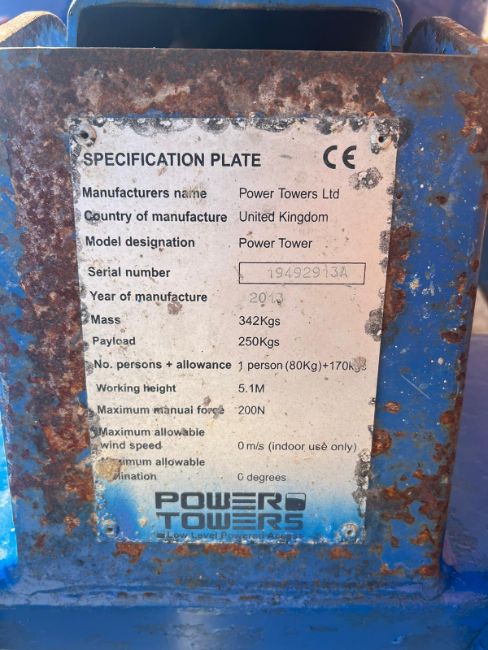 SPECIFICATION PLATE CE
Manufacturers name Power Towers Ltd
Country of manufacture United Kingdom
Model designation Power Tower
Serial number 19492913A
Year of manufacture 2013
Mass 342Kgs
Payload 250Kgs
No. persons + allowance 1 person (80Kg)+170kgs
Working height 5.1M
Maximum manual force 200N
Maximum allowable
wind speed 0 m/s (indoor use only)
Maximum allowable
0 degrees
POWER
TOWERS
Low Level Powered Access